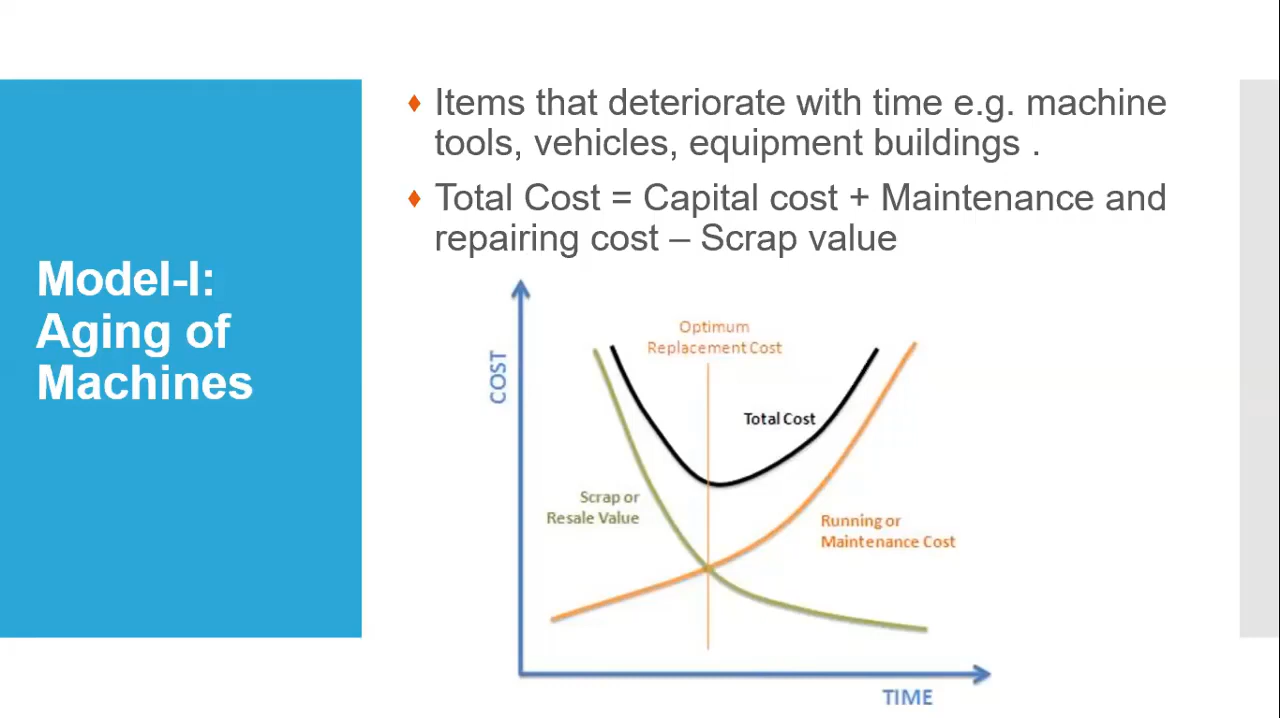 Model-I:
Aging of
Machines
♦ Items that deteriorate with time e.g. machine
tools, vehicles, equipment buildings .
♦ Total Cost = Capital cost + Maintenance and
repairing cost – Scrap value
Optimum
Replacement Cost
COST
Total Cost
Scrap or
Resale Value
Running or
Maintenance Cost
TIME